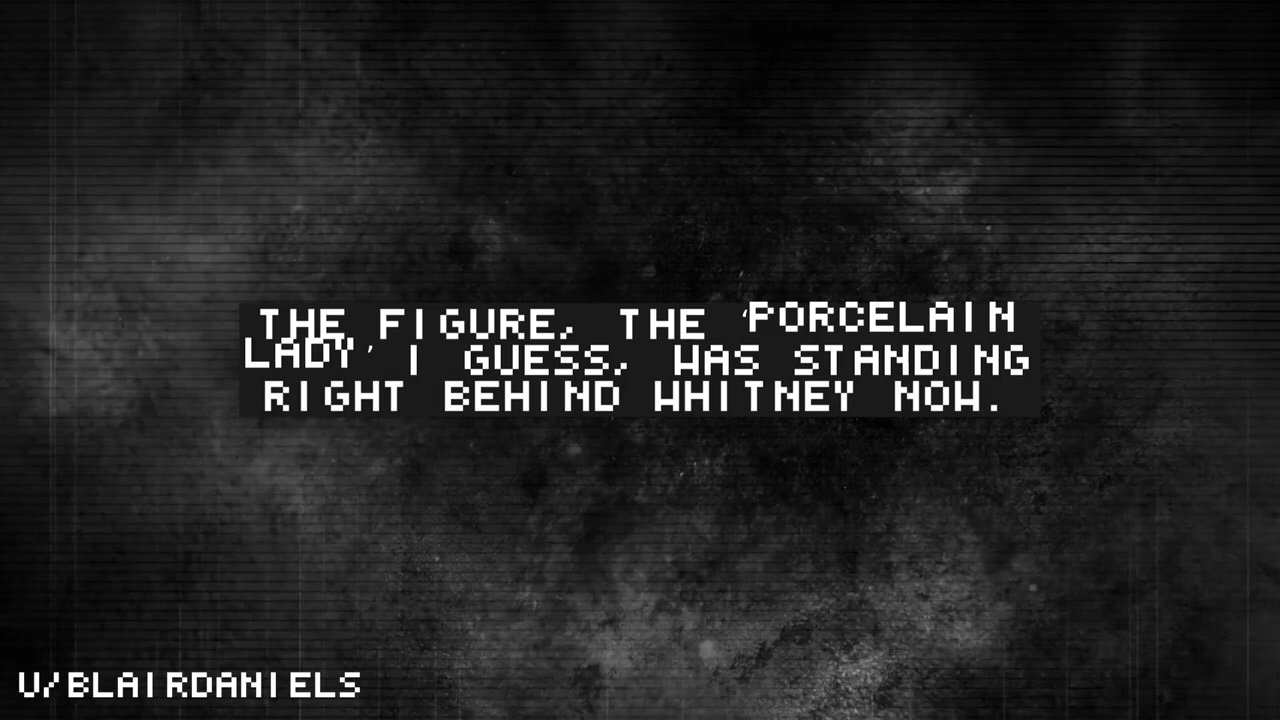 THE FIGURE, THE ‘PORCELAIN
LADY’ I GUESS, WAS STANDING
RIGHT BEHIND WHITNEY NOW.
U/BLAIRDANIELS